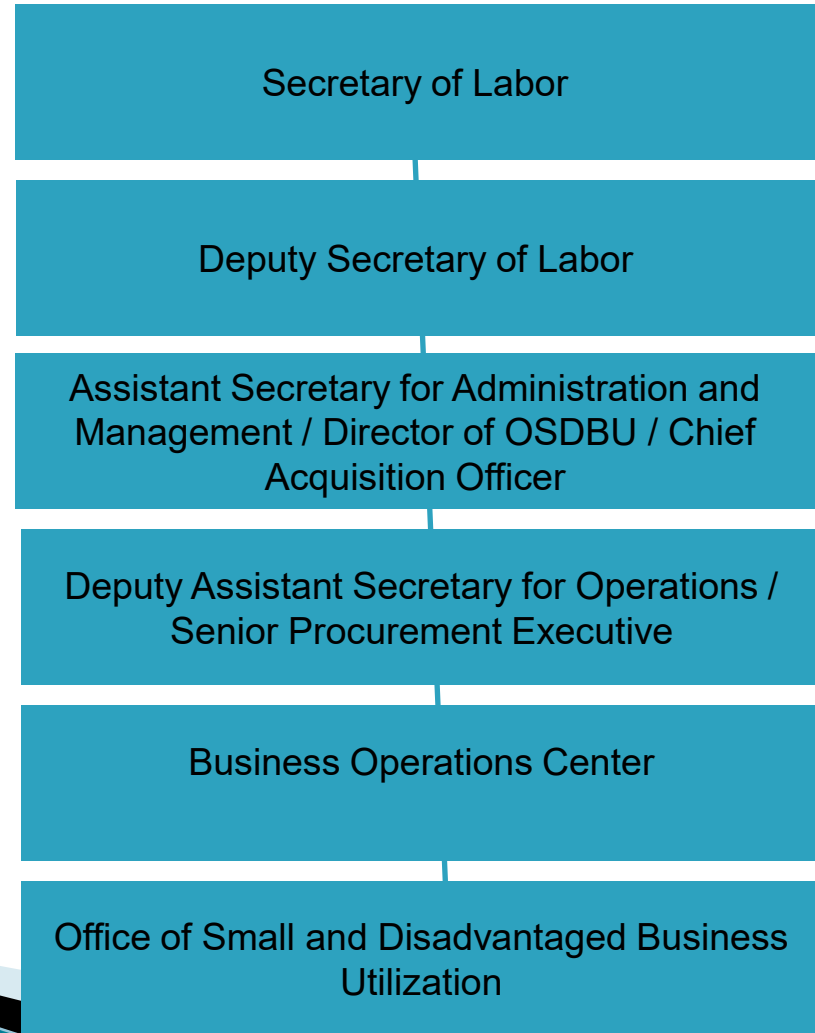 Secretary of Labor
Deputy Secretary of Labor
Assistant Secretary for Administration and
Management / Director of OSDBU / Chief
Acquisition Officer
Deputy Assistant Secretary for Operations /
Senior Procurement Executive
Business Operations Center
Office of Small and Disadvantaged Business
Utilization